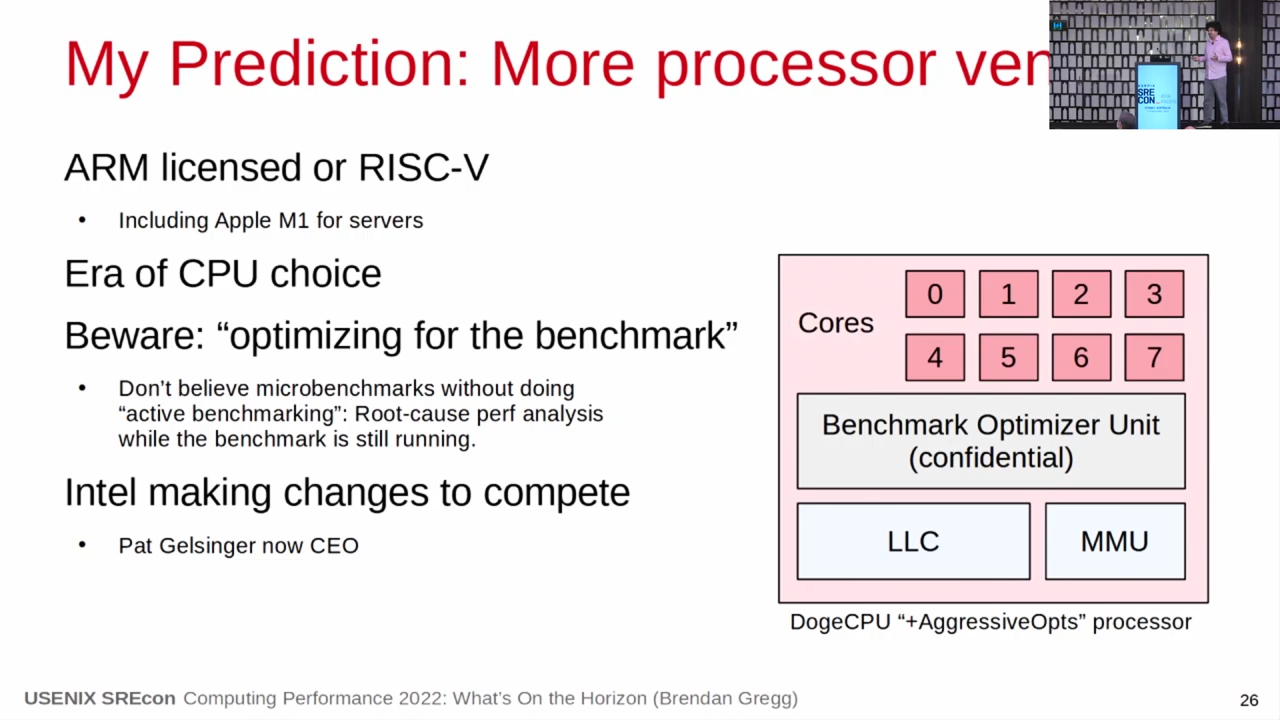 My Prediction: More processor ven
ARM licensed or RISC-V
• Including Apple M1 for servers
Era of CPU choice
Beware: “optimizing for the benchmark”
• Don’t believe microbenchmarks without doing
“active benchmarking”: Root-cause perf analysis
while the benchmark is still running.
Intel making changes to compete
• Pat Gelsinger now CEO
Cores
0 1 2 3
4 5 6 7
Benchmark Optimizer Unit
(confidential)
LLC MMU
DogeCPU “+AggressiveOpts” processor
USENIX SREcon Computing Performance 2022: What’s On the Horizon (Brendan Gregg)
26
SRE
CON